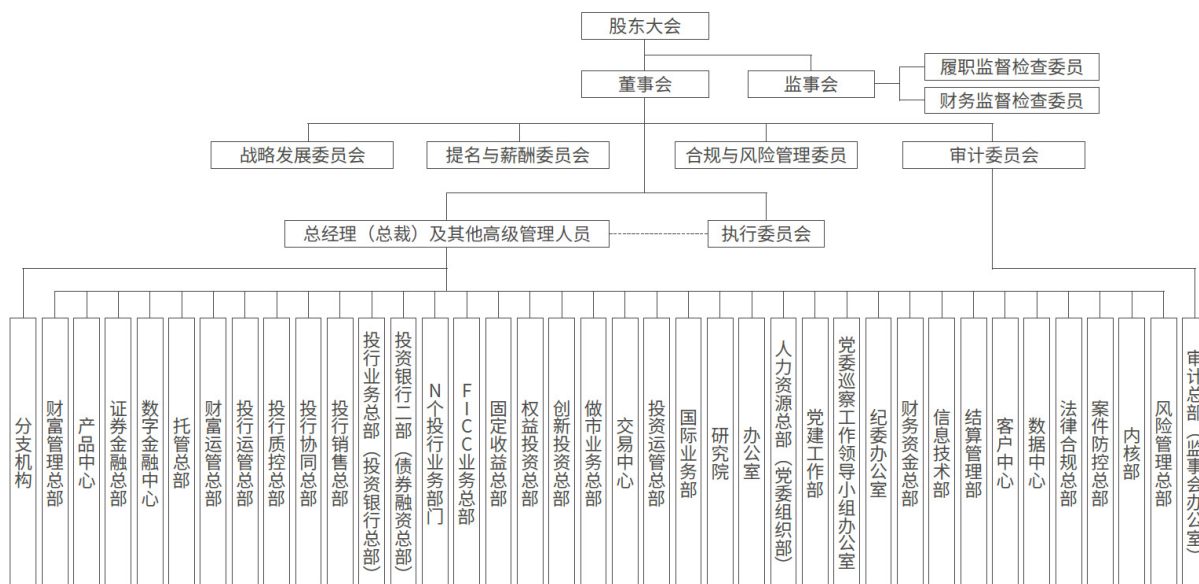 股东大会
董事会
监事会
履职监督检查委员
财务监督检查委员
战略发展委员会
提名与薪酬委员会
合规与风险管理委员
审计委员会
总经理（总裁）及其他高级管理人员
执行委员会
分支机构
财富管理总部
产品中心
证券金融总部
数字金融中心
托管总部
财富运管总部
投行运管总部
投行质控总部
投行协同总部
投行销售总部
投行业务总部（投资银行总部）
投资银行二部（债券融资总部）
N个投行业务部门
FICC业务总部
固定收益总部
权益投资总部
创新投资总部
做市业务总部
交易中心
投资运管总部
国际业务部
研究院
办公室
人力资源总部（党委组织部）
党建工作部
党委巡察工作领导小组办公室
纪委办公室
财务资金总部
信息技术部
结算管理部
客户中心
数据中心
法律合规总部
案件防控总部
内核部
风险管理总部
审计总部（监事会办公室）